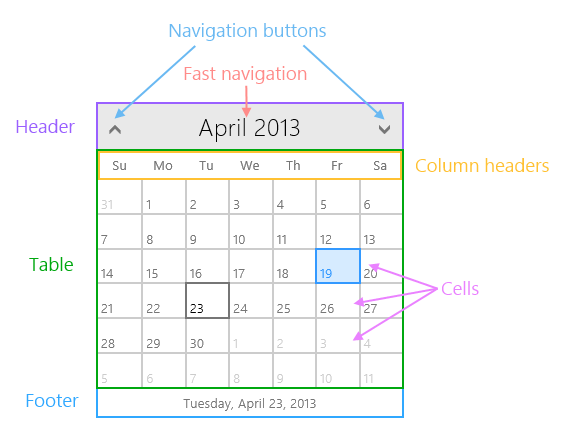 Navigation buttons
Fast navigation
Header
April 2013
Su Mo Tu We Th Fr Sa
Column headers
31 1 2 3 4 5 6
7 8 9 10 11 12 13
Table
14 15 16 17 18 19 20
Cells
21 22 23 24 25 26 27
28 29 30 1 2 3 4
5 6 7 8 9 10 11
Footer
Tuesday, April 23, 2013